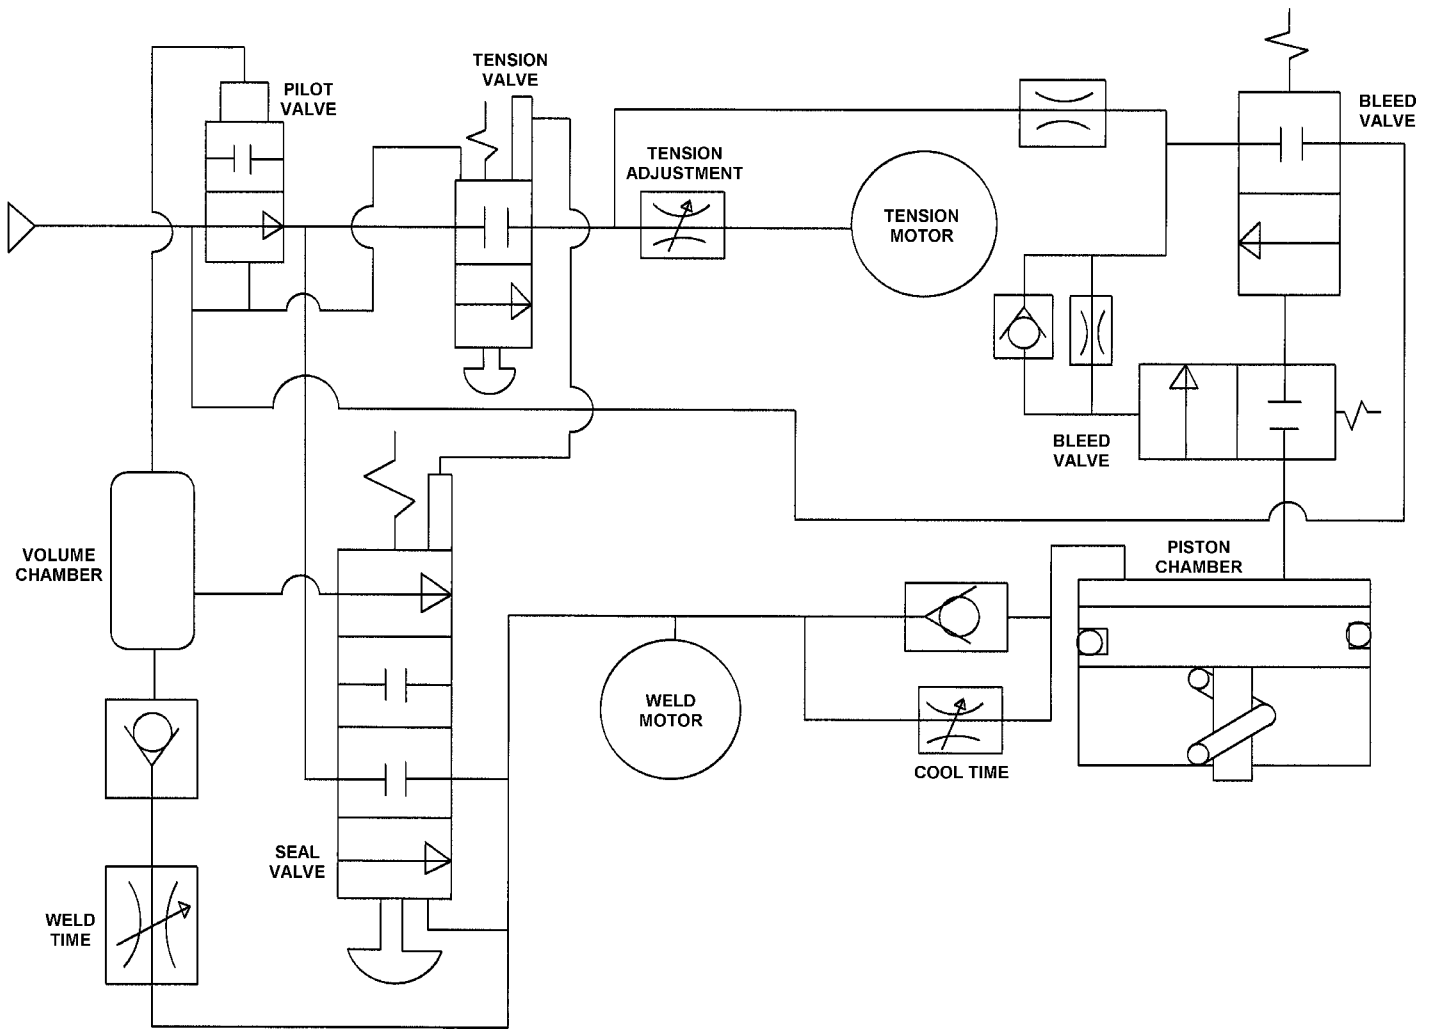 TENSION
VALVE
PILOT
VALVE
BLEED
VALVE
TENSION
ADJUSTMENT
TENSION
MOTOR
BLEED
VALVE
VOLUME
CHAMBER
PISTON
CHAMBER
WELD
MOTOR
COOL TIME
SEAL
VALVE
WELD
TIME